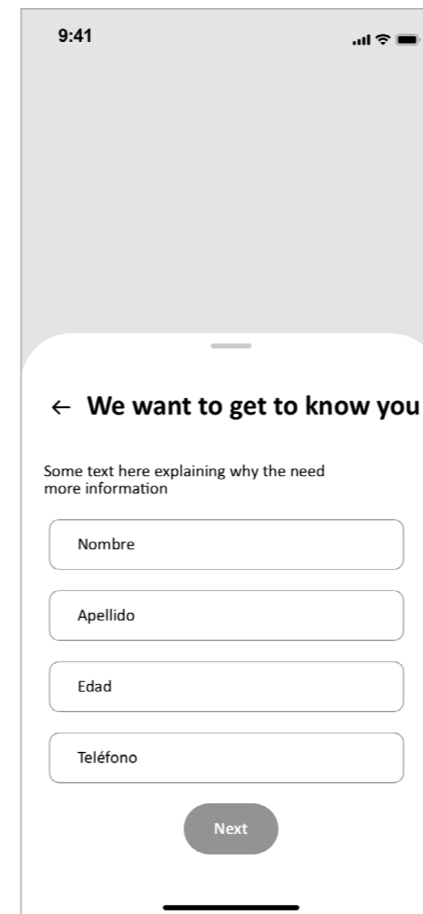 9:41
We want to get to know you
Some text here explaining why the need
more information
Nombre
Apellido
Edad
Teléfono
Next